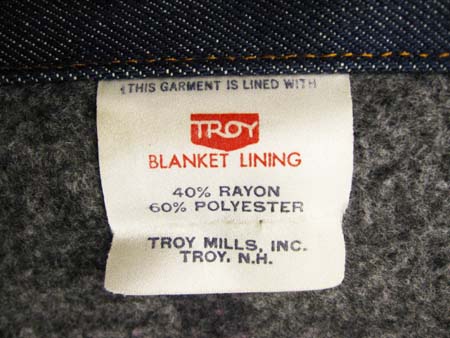 THIS GARMENT IS LINED WITH
TROY
BLANKET LINING
40% RAYON
60% POLYESTER
TROY MILLS, INC.
TROY, N.H.